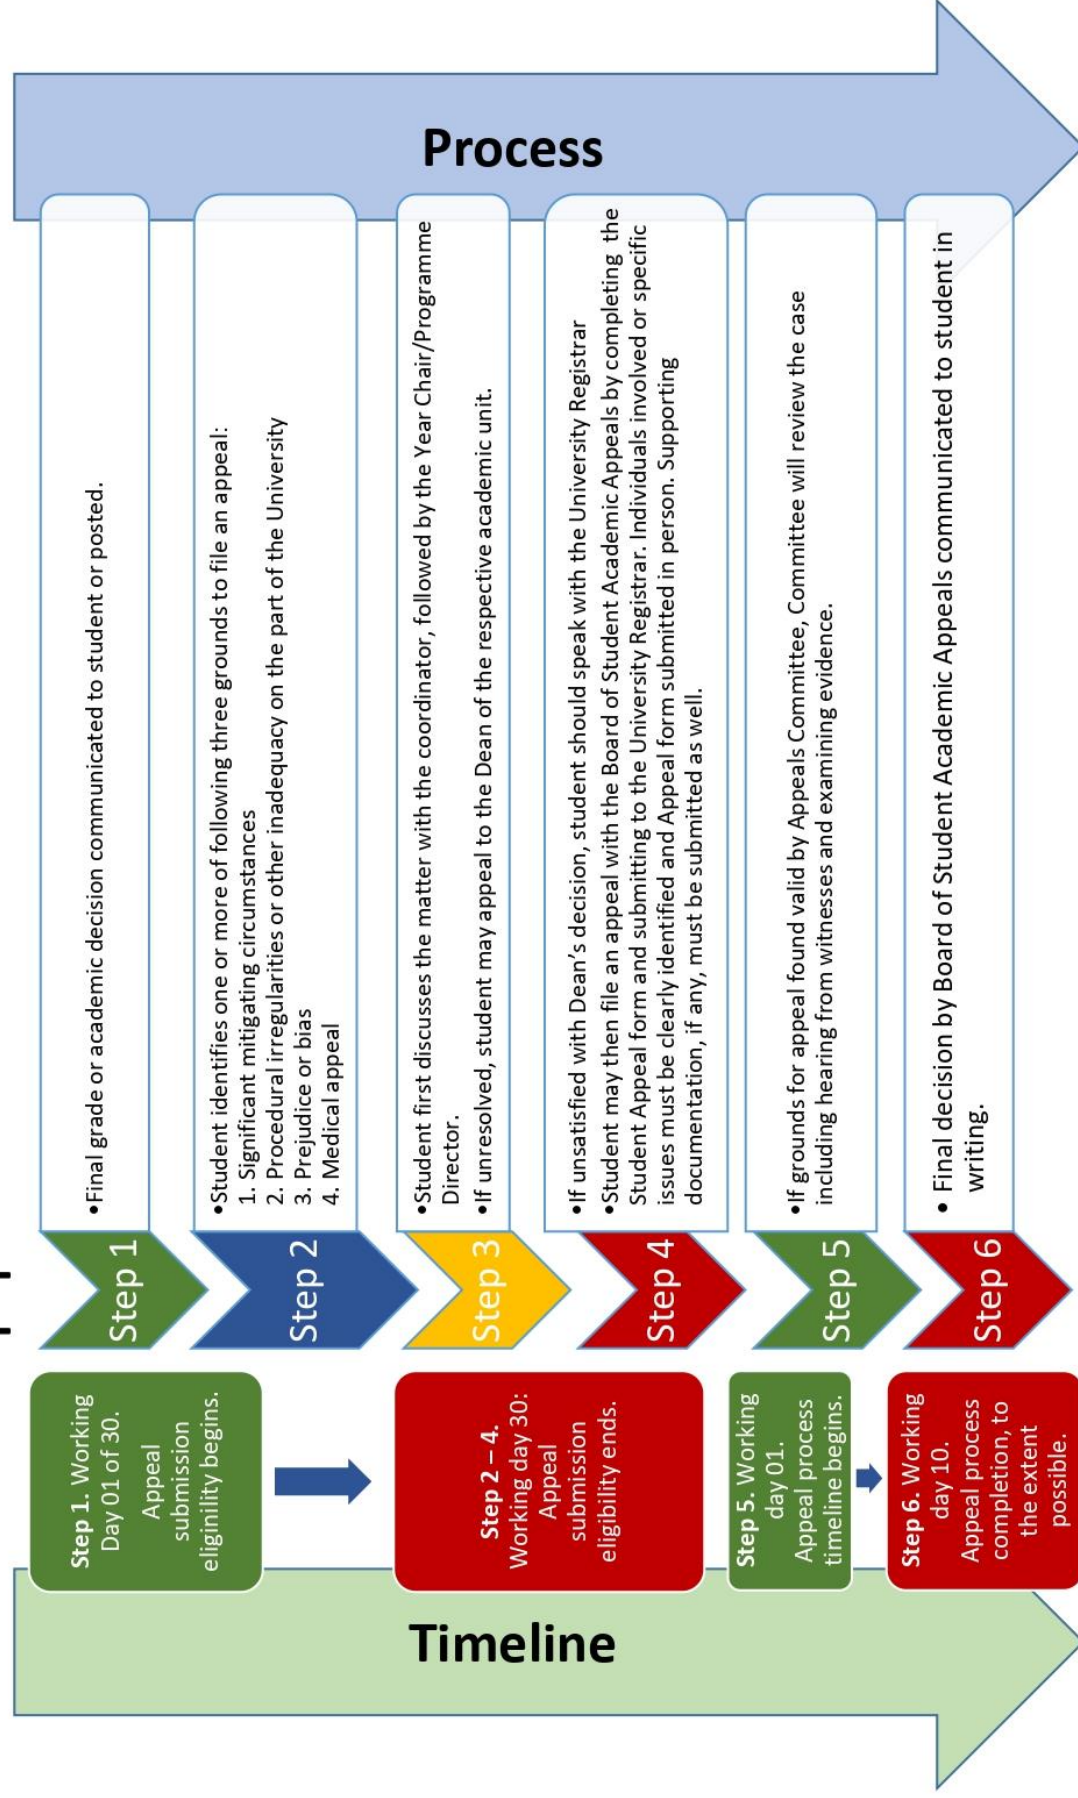 Timeline
Process
Step 1. Working
Day 01 of 30.
Appeal
submission
eliginility begins.
Step 2 – 4.
Working day 30:
Appeal
submission
eligibility ends.
Step 5. Working
day 01.
Appeal process
timeline begins.
Step 6. Working
day 10.
Appeal process
completion, to
the extent
possible.
Step 1
•Final grade or academic decision communicated to student or posted.
Step 2
•Student identifies one or more of following three grounds to file an appeal:
1. Significant mitigating circumstances
2. Procedural irregularities or other inadequacy on the part of the University
3. Prejudice or bias
4. Medical appeal
Step 3
•Student first discusses the matter with the coordinator, followed by the Year Chair/Programme
Director.
•If unresolved, student may appeal to the Dean of the respective academic unit.
Step 4
•If unsatisfied with Dean’s decision, student should speak with the University Registrar
•Student may then file an appeal with the Board of Student Academic Appeals by completing the
Student Appeal form and submitting to the University Registrar. Individuals involved or specific
issues must be clearly identified and Appeal form submitted in person. Supporting
documentation, if any, must be submitted as well.
Step 5
•If grounds for appeal found valid by Appeals Committee, Committee will review the case
including hearing from witnesses and examining evidence.
Step 6
• Final decision by Board of Student Academic Appeals communicated to student in
writing.